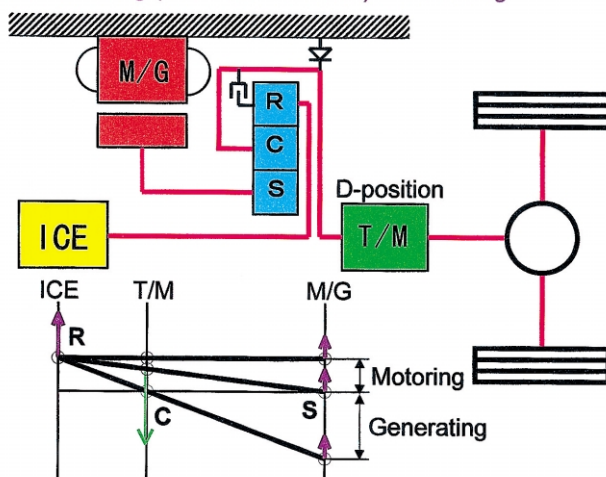 M/G
R
C
S
D-position
ICE
T/M
ICE
T/M
M/G
R
Motoring
C
S
Generating